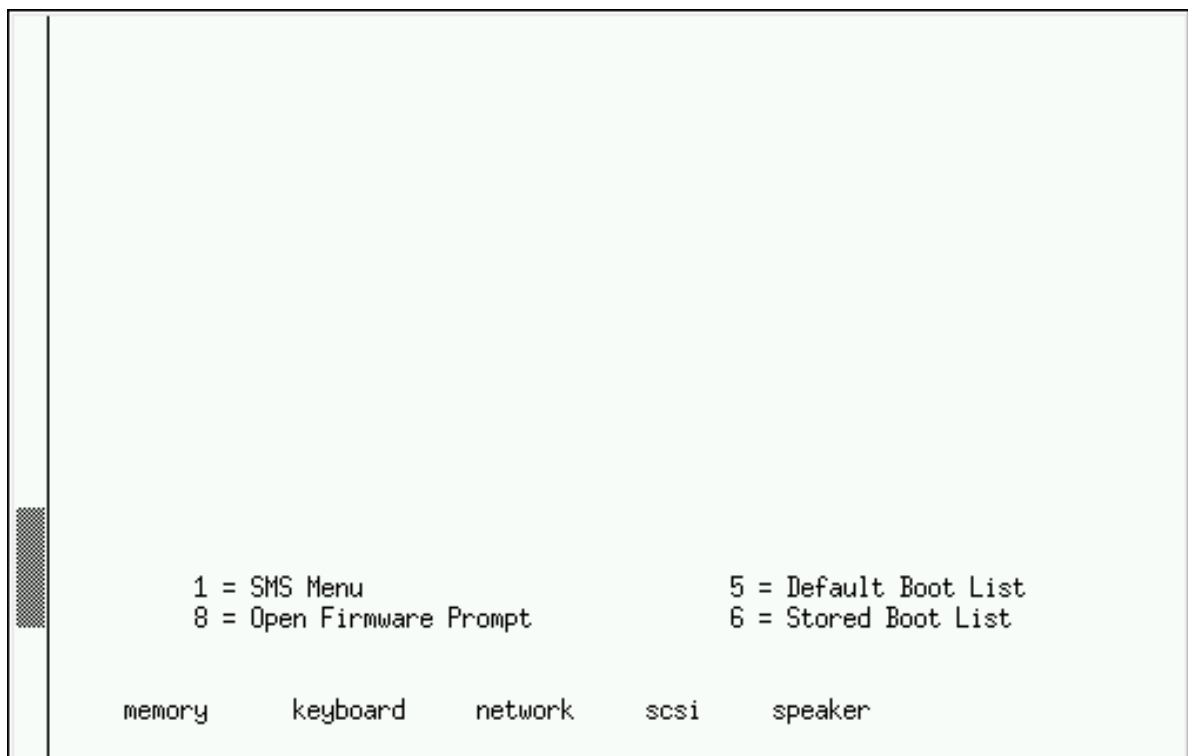 1 = SMS Menu 5 = Default Boot List
8 = Open Firmware Prompt 6 = Stored Boot List
memory keyboard network scsi speaker